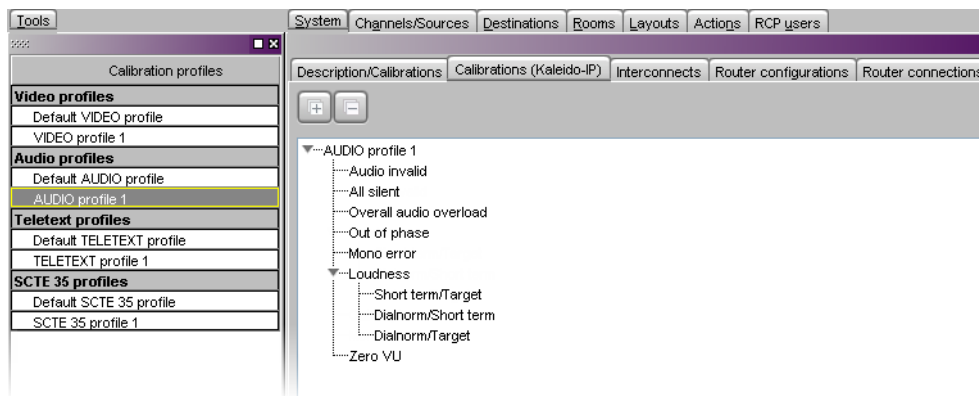 Tools
System Channels/Sources Destinations Rooms Layouts Actions RCP users
Calibration profiles
Description/Calibrations Calibrations (Kaleido-IP) Interconnects Router configurations Router connections
Video profiles
Default VIDEO profile
VIDEO profile 1
Audio profiles
Default AUDIO profile
AUDIO profile 1
Teletext profiles
Default TELETEXT profile
TELETEXT profile 1
SCTE 35 profiles
Default SCTE 35 profile
SCTE 35 profile 1
AUDIO profile 1
Audio invalid
All silent
Overall audio overload
Out of phase
Mono error
Loudness
Short term/Target
Dialnorm/Short term
Dialnorm/Target
Zero VU